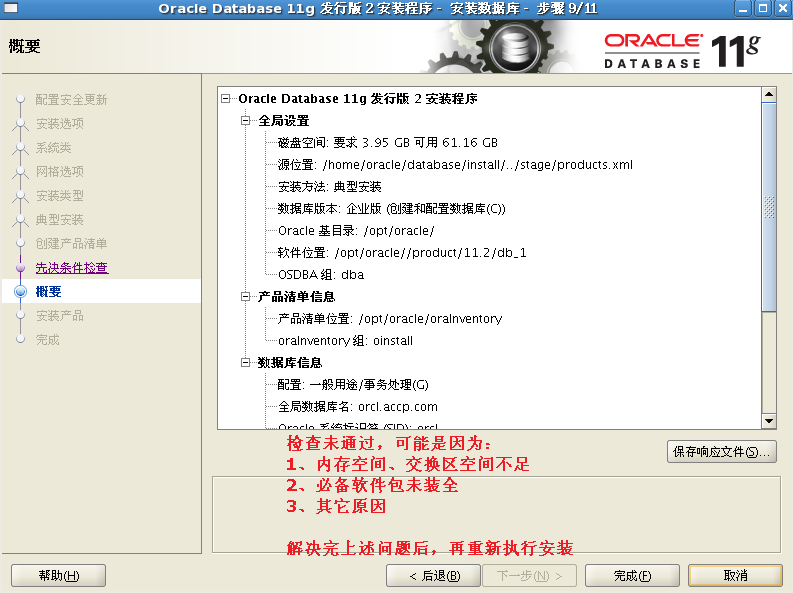 Oracle Database 11g 发行版 2 安装程序 - 安装数据库 - 步骤 9/11
概要
ORACLE
DATABASE 11g
配置安全更新
安装选项
系统类
网格选项
安装类型
典型安装
创建产品清单
先决条件检查
概要
安装产品
完成
Oracle Database 11g 发行版 2 安装程序
全局设置
磁盘空间: 要求 3.95 GB 可用 61.16 GB
源位置: /home/oracle/database/install/../stage/products.xml
安装方法: 典型安装
数据库版本: 企业版 (创建和配置数据库(C))
Oracle 基目录: /opt/oracle/
软件位置: /opt/oracle//product/11.2/db_1
OSDBA 组: dba
产品清单信息
产品清单位置: /opt/oracle/oraInventory
oraInventory 组: oinstall
数据库信息
配置: 一般用途/事务处理(G)
全局数据库名: orcl.accp.com
Oracle 系统标识符 (SID): orcl
检查未通过，可能是因为：
1、内存空间、交换区空间不足
2、必备软件包未装全
3、其它原因
解决完上述问题后，再重新执行安装
保存响应文件(S)...
帮助(H)
< 后退(B)
下一步(N) >
完成(F)
取消